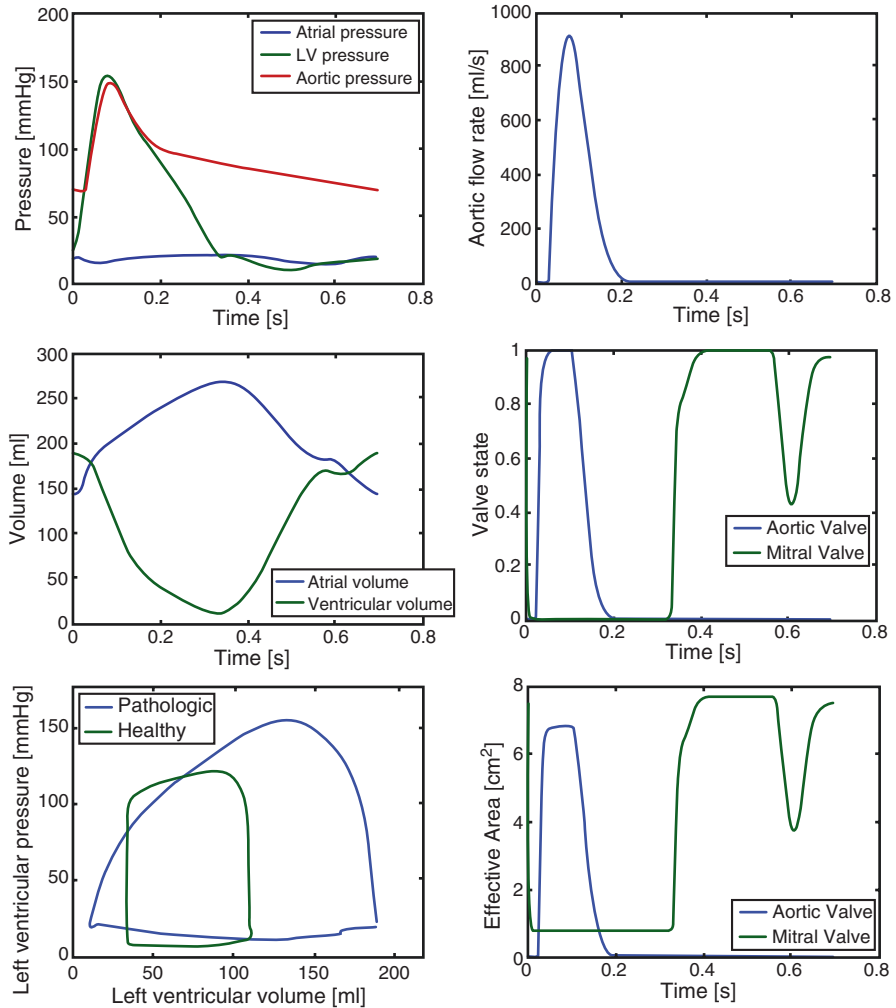 200
150
100
50
0
Pressure [mmHg]
Atrial pressure
LV pressure
Aortic pressure
0 0.2 0.4 0.6 0.8
Time [s]
1000
800
600
400
200
0
Aortic flow rate [ml/s]
0 0.2 0.4 0.6 0.8
Time [s]
300
250
200
150
100
50
0
Volume [ml]
Atrial volume
Ventricular volume
0 0.2 0.4 0.6 0.8
Time [s]
1
0.8
0.6
0.4
0.2
0
Valve state
Aortic Valve
Mitral Valve
0 0.2 0.4 0.6 0.8
Time [s]
150
100
50
0
Left ventricular pressure [mmHg]
Pathologic
Healthy
0 50 100 150 200
Left ventricular volume [ml]
8
6
4
2
0
Effective Area [cm²]
Aortic Valve
Mitral Valve
0 0.2 0.4 0.6 0.8
Time [s]